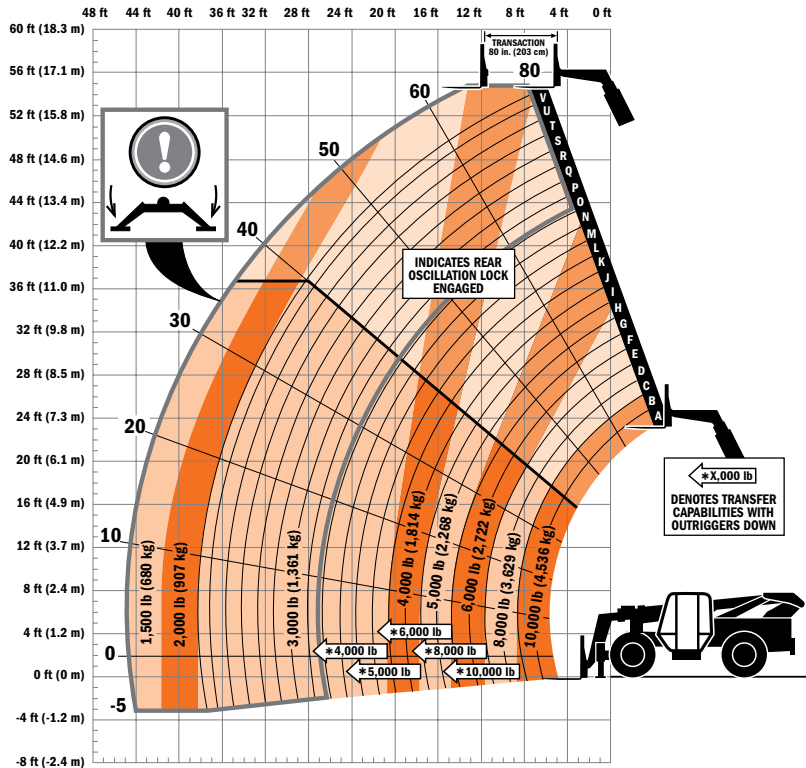 48 ft 44 ft 40 ft 36 ft 32 ft 28 ft 24 ft 20 ft 16 ft 12 ft 8 ft 4 ft 0 ft
60 ft (18.3 m)
TRANSACTION
80 in. (203 cm)
56 ft (17.1 m)
80
60
V
U
52 ft (15.8 m)
T
S
50
48 ft (14.6 m)
R
Q
P
44 ft (13.4 m)
O
N
40
M
40 ft (12.2 m)
L
INDICATES REAR
OSCILLATION LOCK
ENGAGED
K
J
36 ft (11.0 m)
I
H
30
G
32 ft (9.8 m)
F
E
28 ft (8.5 m)
D
C
B
24 ft (7.3 m)
A
20
20 ft (6.1 m)
*X,000 lb
DENOTES TRANSFER
CAPABILITIES WITH
OUTRIGGERS DOWN
16 ft (4.9 m)
10
12 ft (3.7 m)
8 ft (2.4 m)
1,500 lb (680 kg)
2,000 lb (907 kg)
3,000 lb (1,361 kg)
4,000 lb (1,814 kg)
5,000 lb (2,268 kg)
6,000 lb (2,722 kg)
8,000 lb (3,629 kg)
10,000 lb (4,536 kg)
4 ft (1.2 m)
*6,000 lb
0
*4,000 lb
*8,000 lb
0 ft (0 m)
*5,000 lb
*10,000 lb
-5
-4 ft (-1.2 m)
-8 ft (-2.4 m)
!